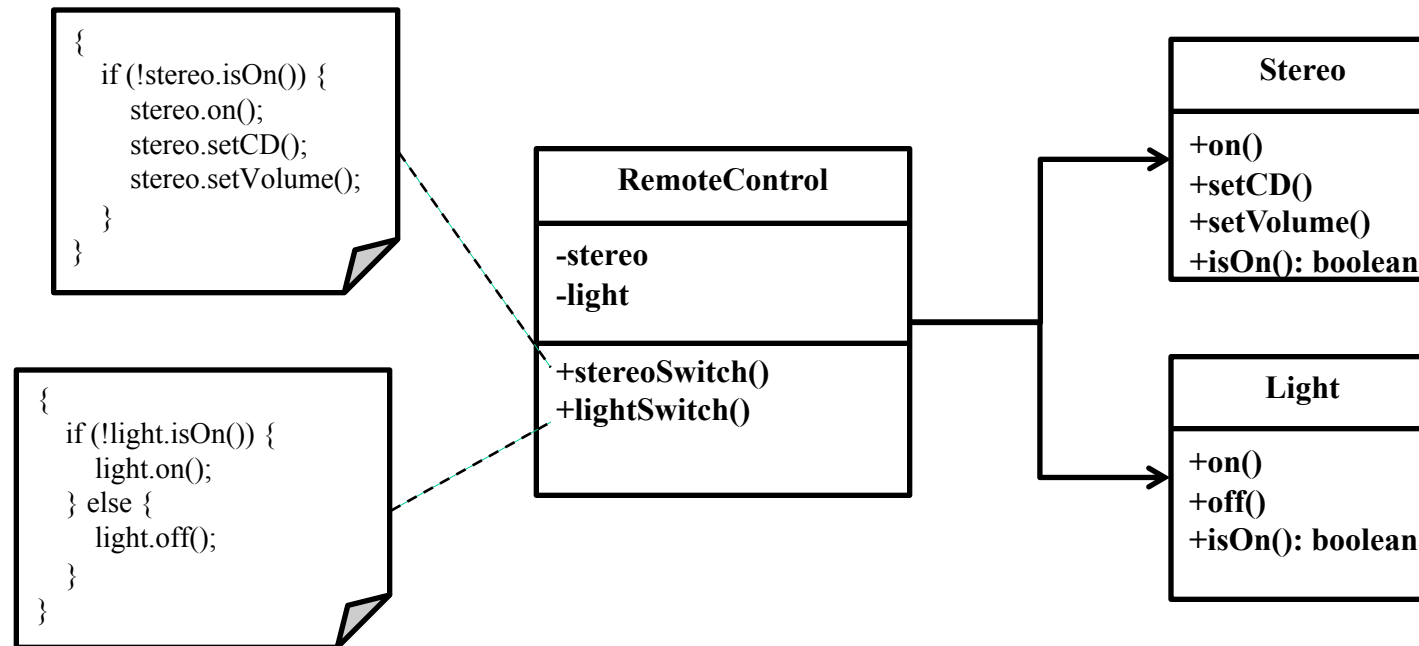 {
if (!stereo.isOn()) {
stereo.on();
stereo.setCD();
stereo.setVolume();
}
}
{
if (!light.isOn()) {
light.on();
} else {
light.off();
}
}
RemoteControl
-stereo
-light
+stereoSwitch()
+lightSwitch()
Stereo
+on()
+setCD()
+setVolume()
+isOn(): boolean
Light
+on()
+off()
+isOn(): boolean